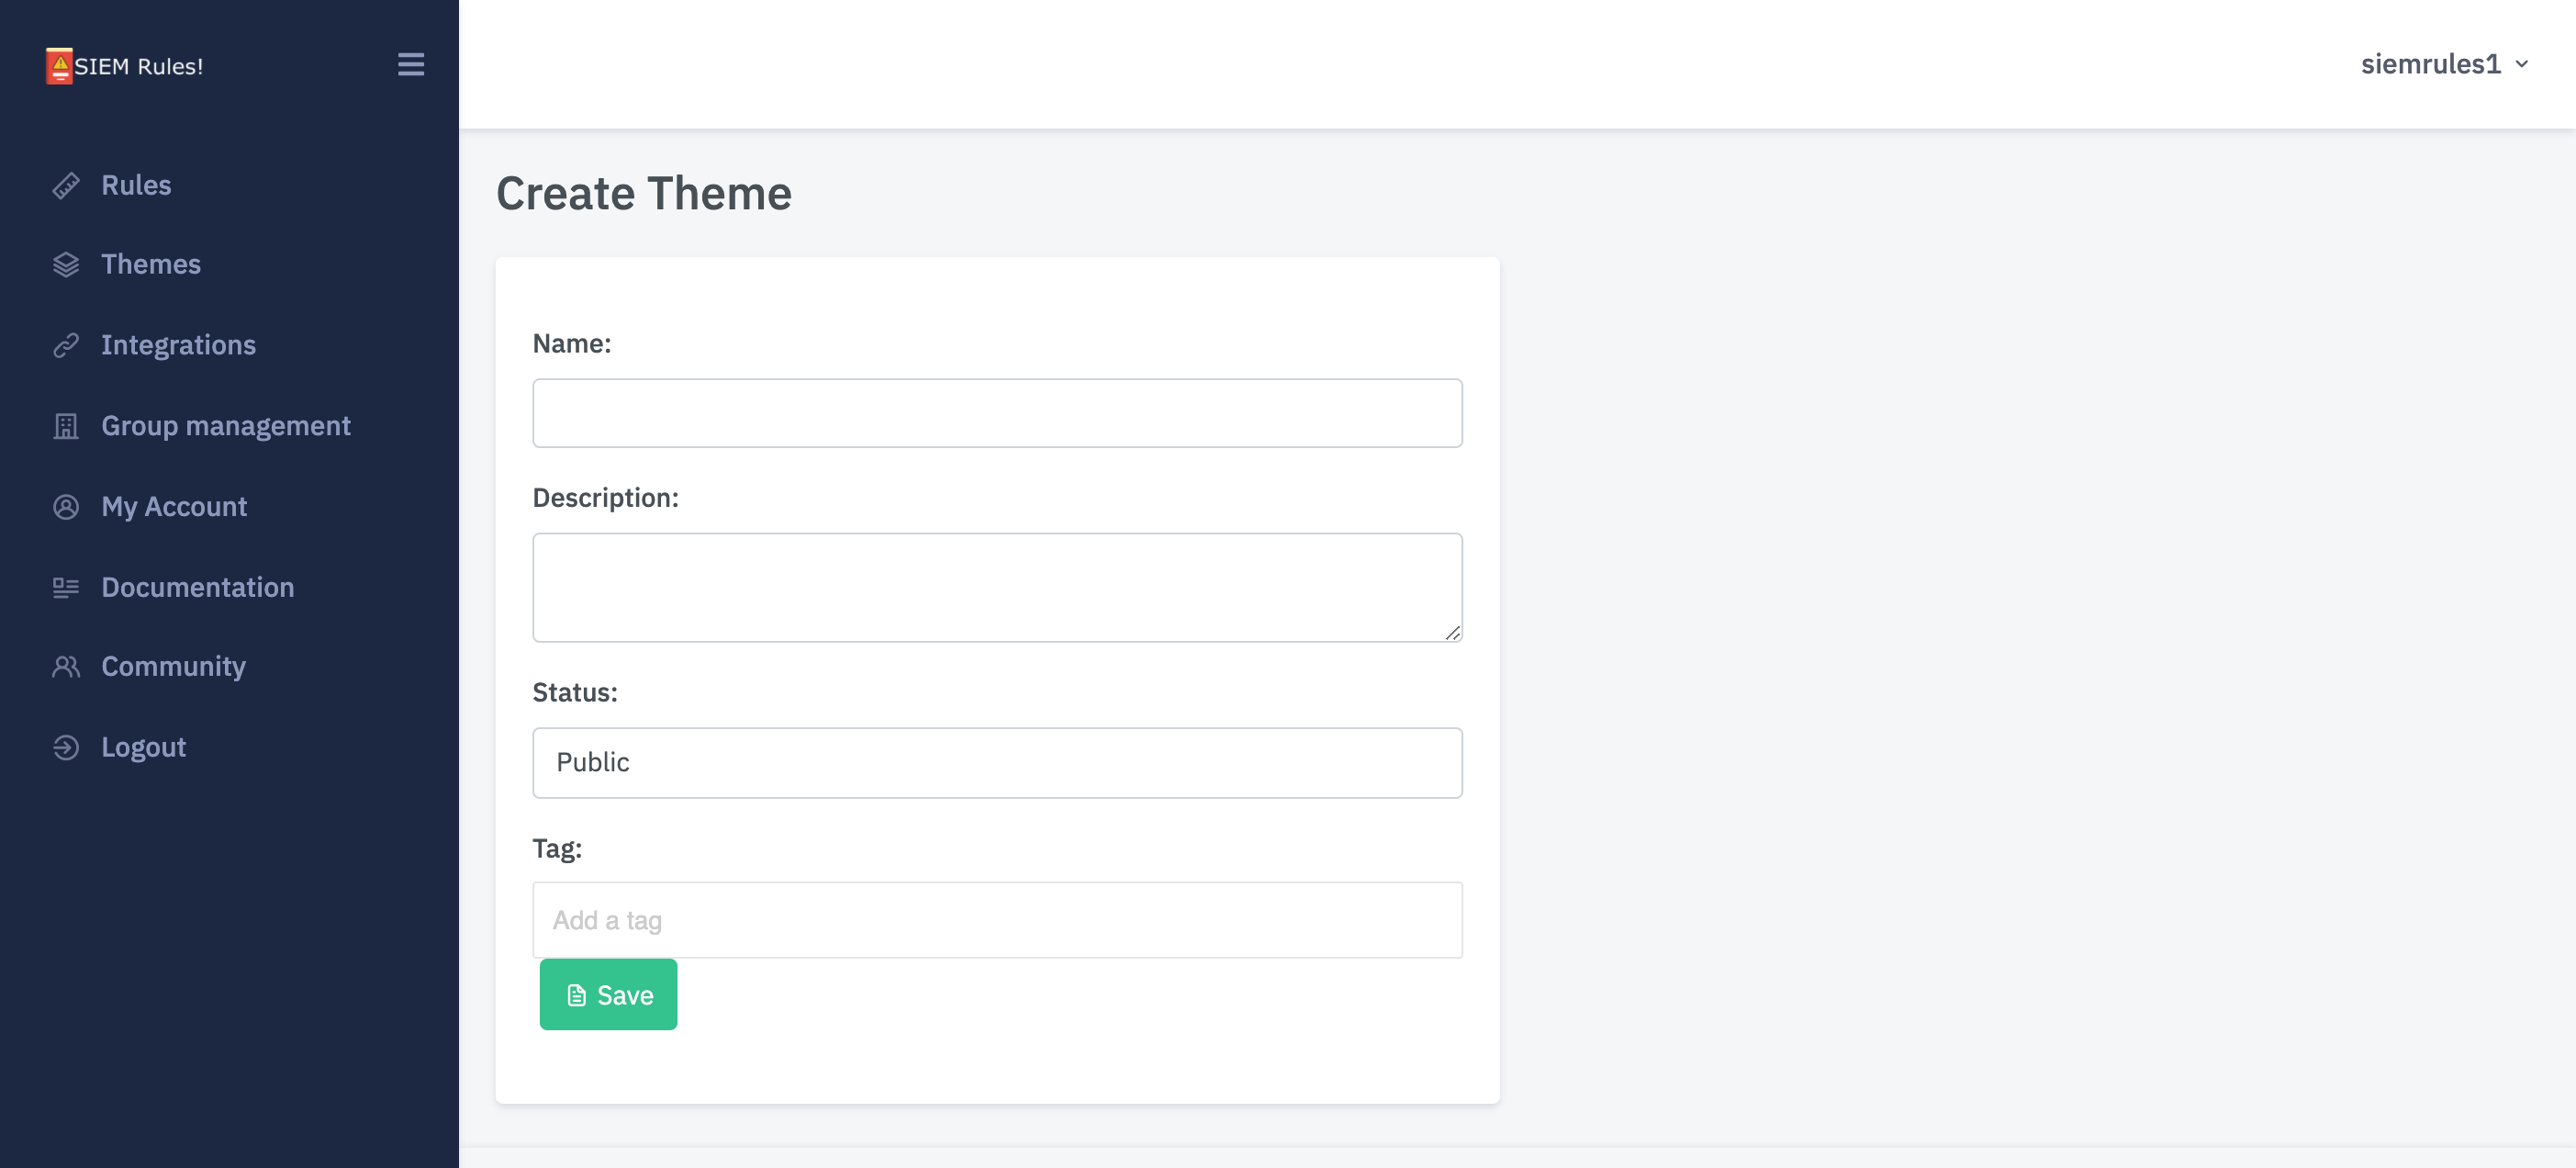 SIEM Rules!
siemrules1
Rules
Themes
Integrations
Group management
My Account
Documentation
Community
Logout
Create Theme
Name:
Description:
Status:
Public
Tag:
Add a tag
Save